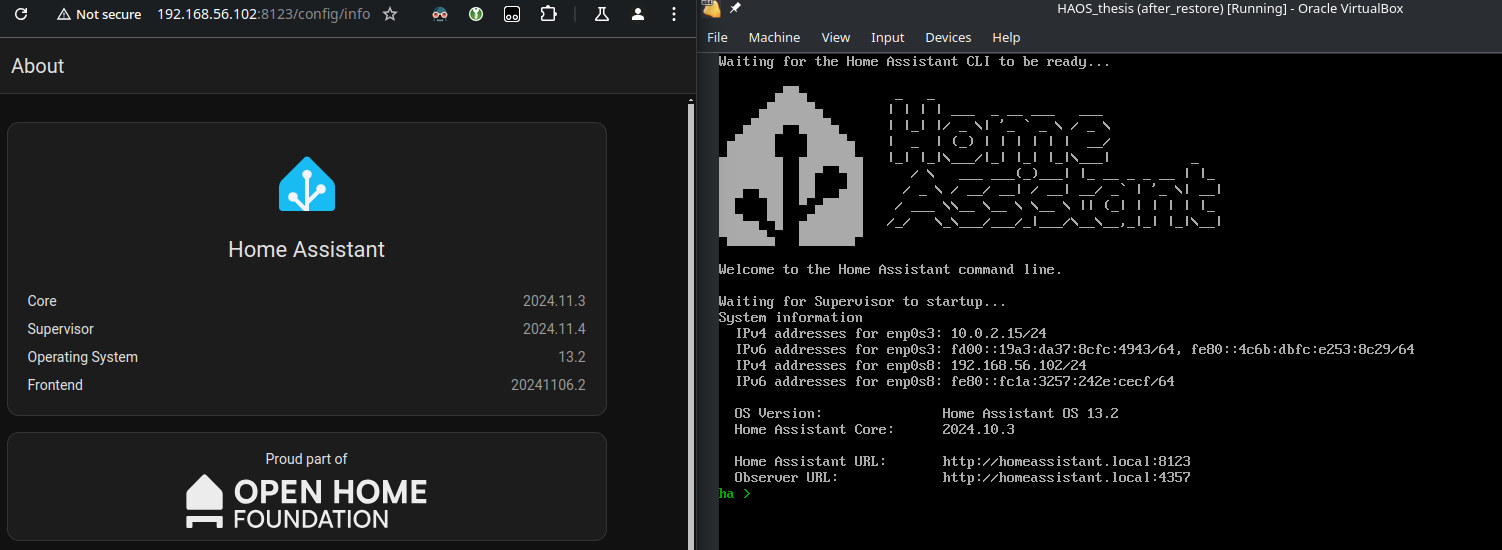 Not secure 192.168.56.102:8123/config/info
About
Home Assistant
Core 2024.11.3
Supervisor 2024.11.4
Operating System 13.2
Frontend 20241106.2
Proud part of
OPEN HOME
FOUNDATION
HAOS_thesis (after_restore) [Running] - Oracle VirtualBox
File Machine View Input Devices Help
Waiting for the Home Assistant CLI to be ready...
Home
Assistant
Welcome to the Home Assistant command line.
Waiting for Supervisor to startup...
System information
IPv4 addresses for enp0s3: 10.0.2.15/24
IPv6 addresses for enp0s3: fd00::19a3:da37:8cfc:4943/64, fe80::4c6b:dbfc:e253:8c29/64
IPv4 addresses for enp0s8: 192.168.56.102/24
IPv6 addresses for enp0s8: fe80::fc1a:3257:242e:cecf/64
OS Version: Home Assistant OS 13.2
Home Assistant Core: 2024.10.3
Home Assistant URL: http://homeassistant.local:8123
Observer URL: http://homeassistant.local:4357
ha >